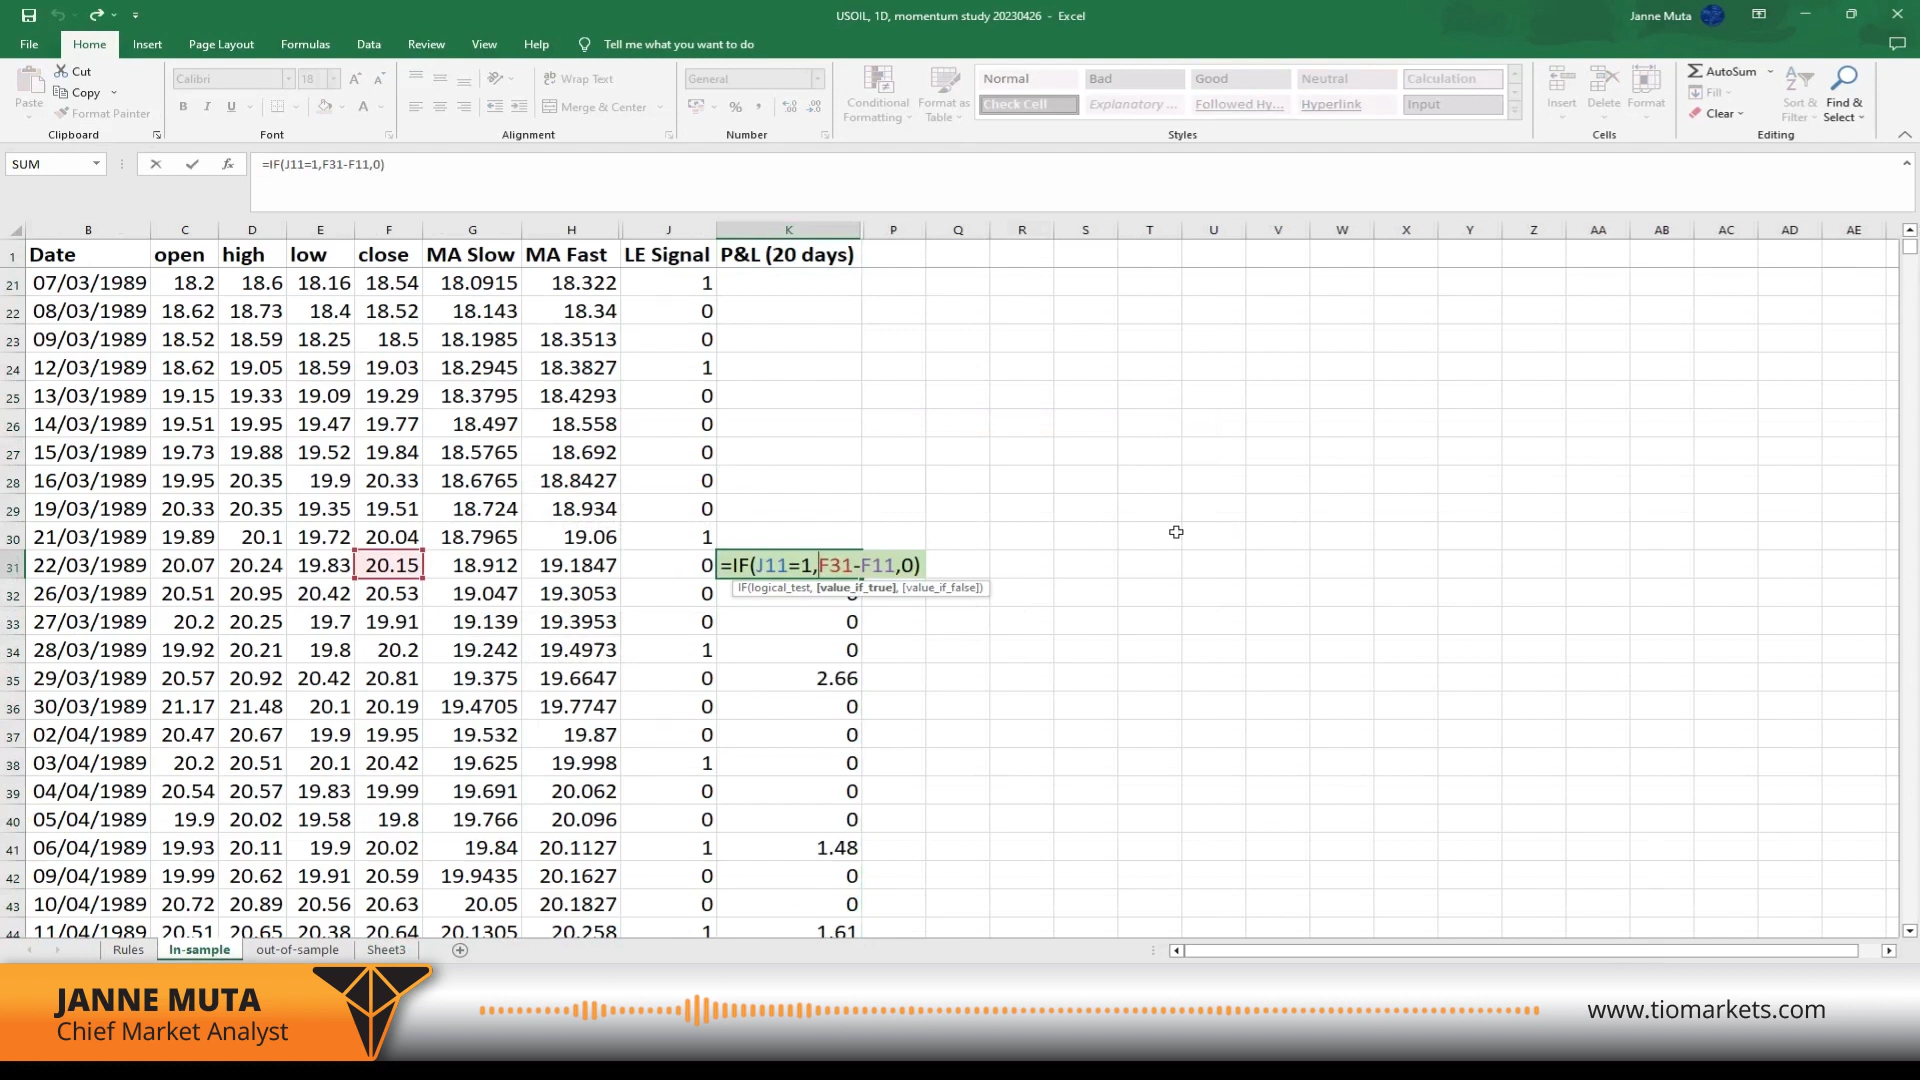 USOIL, 1D, momentum study 20230426 - Excel
Janne Muta
File Home Insert Page Layout Formulas Data Review View Help Tell me what you want to do
Paste
Cut
Copy
Format Painter
Clipboard
Calibri 18
B I U
Font
Wrap Text
Merge & Center
Alignment
General
Number
Conditional Formatting
Format as Table
Normal Bad Good Neutral Calculation
Check Cell Explanatory ... Followed Hy... Hyperlink Input
Styles
Insert Delete Format
Cells
AutoSum
Fill
Clear
Sort & Filter
Find & Select
Editing
SUM fx =IF(J11=1,F31-F11,0)
B C D E F G H J K P Q R S T U V W X Y Z AA AB AC AD AE
1 Date open high low close MA Slow MA Fast LE Signal P&L (20 days)
21 07/03/1989 18.2 18.6 18.16 18.54 18.0915 18.322 1
22 08/03/1989 18.62 18.73 18.4 18.52 18.143 18.34 0
23 09/03/1989 18.52 18.59 18.25 18.5 18.1985 18.3513 0
24 12/03/1989 18.62 19.05 18.59 19.03 18.2945 18.3827 1
25 13/03/1989 19.15 19.33 19.09 19.29 18.3795 18.4293 0
26 14/03/1989 19.51 19.95 19.47 19.77 18.497 18.558 0
27 15/03/1989 19.73 19.88 19.52 19.84 18.5765 18.692 0
28 16/03/1989 19.95 20.35 19.9 20.33 18.6765 18.8427 0
29 19/03/1989 20.33 20.35 19.35 19.51 18.724 18.934 0
30 21/03/1989 19.89 20.1 19.72 20.04 18.7965 19.06 1
31 22/03/1989 20.07 20.24 19.83 20.15 18.912 19.1847 0 =IF(J11=1,F31-F11,0)
IF(logical_test, [value_if_true], [value_if_false])
32 26/03/1989 20.51 20.95 20.42 20.53 19.047 19.3053 0
33 27/03/1989 20.2 20.25 19.7 19.91 19.139 19.3953 0 0
34 28/03/1989 19.92 20.21 19.8 20.2 19.242 19.4973 1 0
35 29/03/1989 20.57 20.92 20.42 20.81 19.375 19.6647 0 2.66
36 30/03/1989 21.17 21.48 20.1 20.19 19.4705 19.7747 0 0
37 02/04/1989 20.47 20.67 19.9 19.95 19.532 19.87 0 0
38 03/04/1989 20.2 20.51 20.1 20.42 19.625 19.998 1 0
39 04/04/1989 20.54 20.57 19.83 19.99 19.691 20.062 0 0
40 05/04/1989 19.9 20.02 19.58 19.8 19.766 20.096 0 0
41 06/04/1989 19.93 20.11 19.9 20.02 19.84 20.1127 1 1.48
42 09/04/1989 19.99 20.62 19.91 20.59 19.9435 20.1627 0 0
43 10/04/1989 20.72 20.89 20.56 20.63 20.05 20.1827 0 0
44 11/04/1989 20.51 20.65 20.38 20.64 20.1305 20.258 1 1.61
Rules In-sample out-of-sample Sheet3
JANNE MUTA
Chief Market Analyst
www.tiomarkets.com